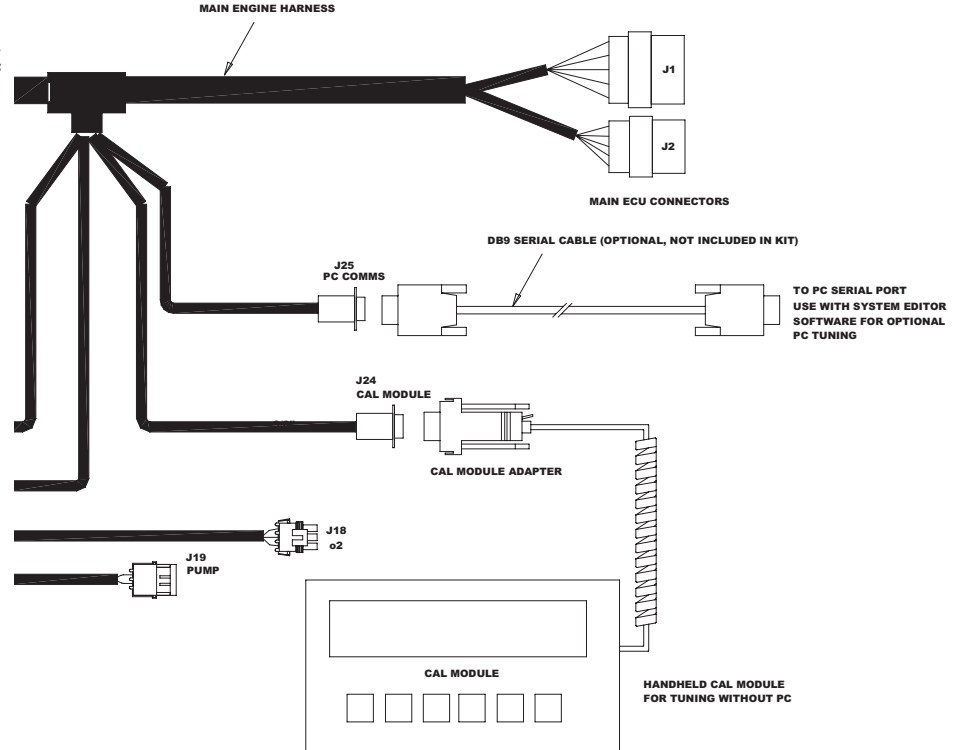 MAIN ENGINE HARNESS
J1
J2
MAIN ECU CONNECTORS
DB9 SERIAL CABLE (OPTIONAL, NOT INCLUDED IN KIT)
J25
PC COMMS
TO PC SERIAL PORT
USE WITH SYSTEM EDITOR
SOFTWARE FOR OPTIONAL
PC TUNING
J24
CAL MODULE
CAL MODULE ADAPTER
J18
o2
J19
PUMP
CAL MODULE
HANDHELD CAL MODULE
FOR TUNING WITHOUT PC